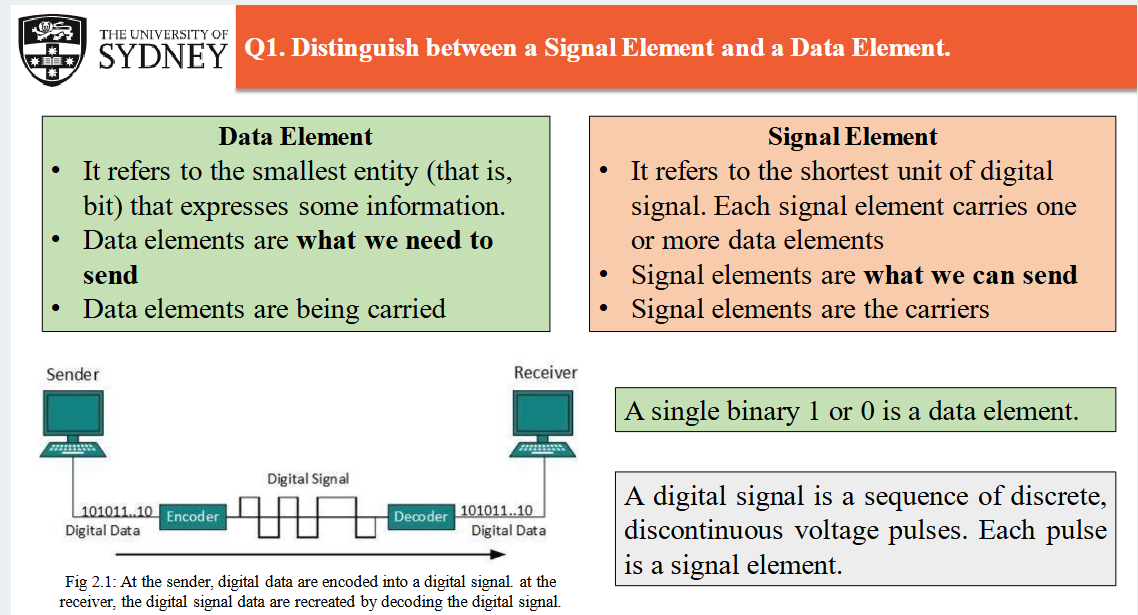 THE UNIVERSITY OF
SYDNEY
Q1. Distinguish between a Signal Element and a Data Element.
Data Element
• It refers to the smallest entity (that is,
bit) that expresses some information.
• Data elements are what we need to
send
• Data elements are being carried
Signal Element
• It refers to the shortest unit of digital
signal. Each signal element carries one
or more data elements
• Signal elements are what we can send
• Signal elements are the carriers
Sender
Receiver
Digital Signal
101011..10
Encoder
Decoder
101011..10
Digital Data
Digital Data
Fig 2.1: At the sender, digital data are encoded into a digital signal. at the
receiver, the digital signal data are recreated by decoding the digital signal.
A single binary 1 or 0 is a data element.
A digital signal is a sequence of discrete,
discontinuous voltage pulses. Each pulse
is a signal element.